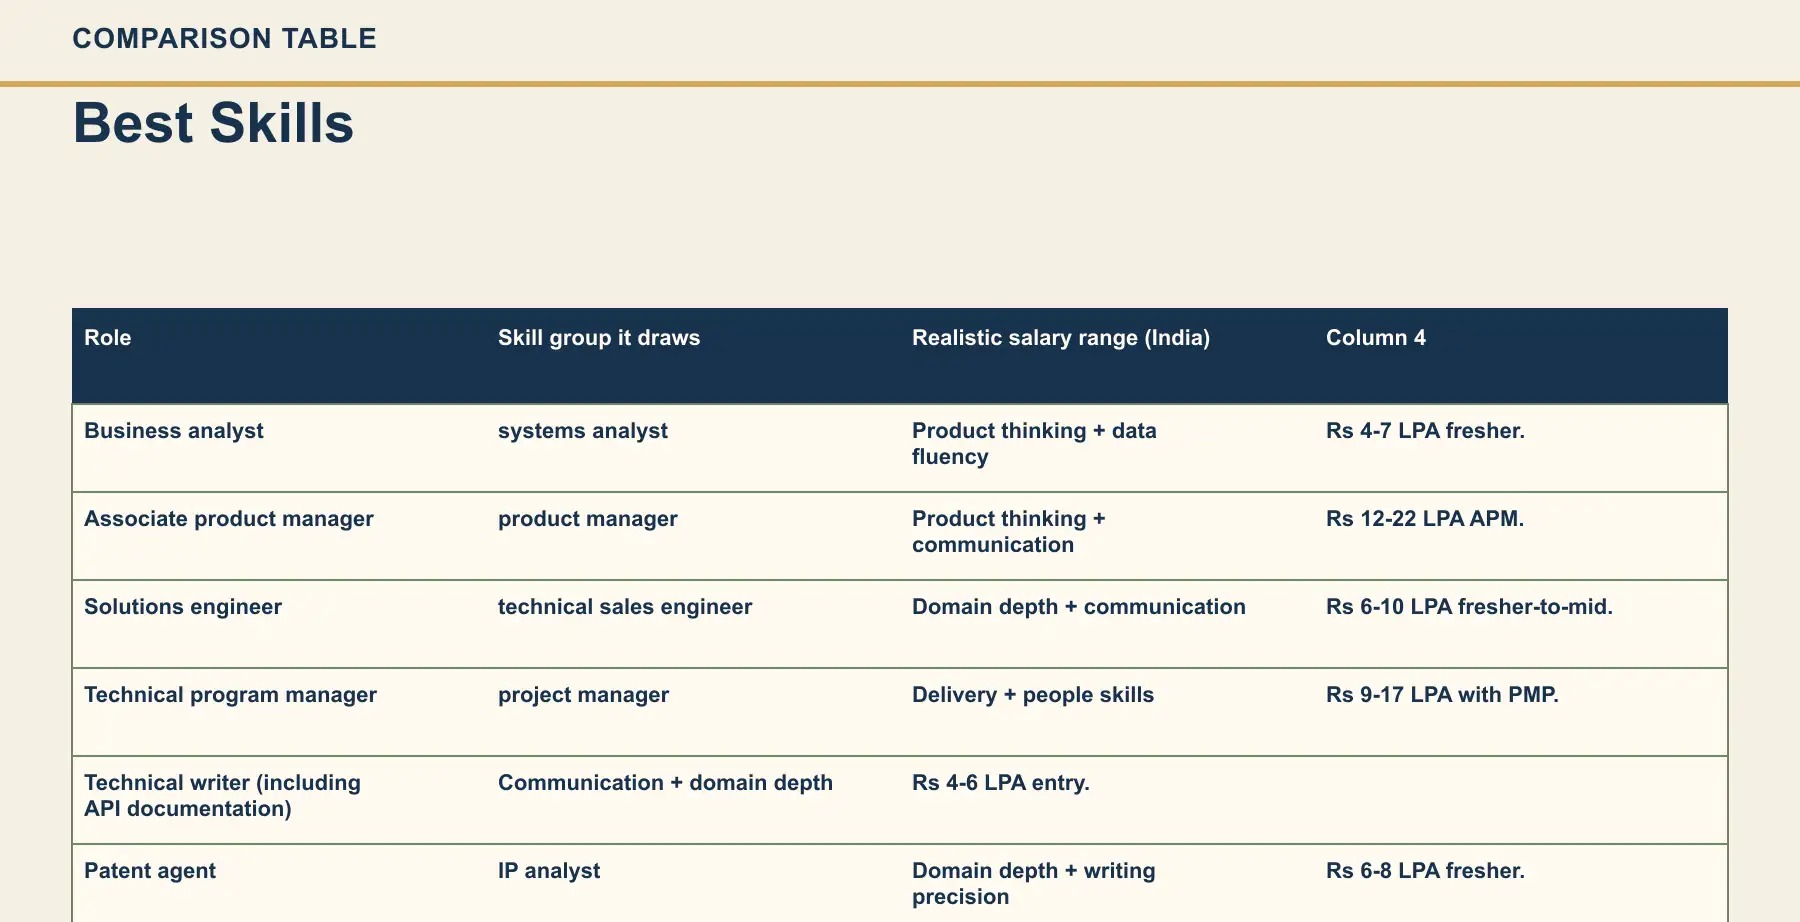 COMPARISON TABLE
Best Skills
Role Skill group it draws Realistic salary range (India) Column 4
Business analyst systems analyst Product thinking + data Rs 4-7 LPA fresher.
fluency
Associate product manager product manager Product thinking + Rs 12-22 LPA APM.
communication
Solutions engineer technical sales engineer Domain depth + communication Rs 6-10 LPA fresher-to-mid.
Technical program manager project manager Delivery + people skills Rs 9-17 LPA with PMP.
Technical writer (including Communication + domain depth Rs 4-6 LPA entry.
API documentation)
Patent agent IP analyst Domain depth + writing Rs 6-8 LPA fresher.
precision